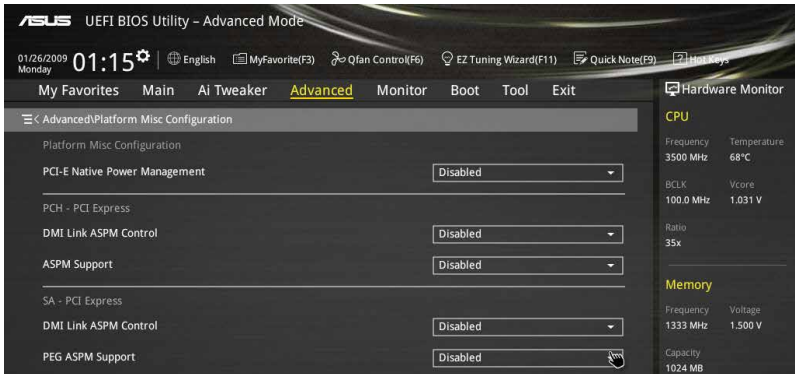 ASUS UEFI BIOS Utility – Advanced Mode
01/26/2009
Monday
01:15
English
MyFavorite(F3)
Qfan Control(F6)
EZ Tuning Wizard(F11)
Quick Note(F9)
? Hot Keys
My Favorites Main Ai Tweaker Advanced Monitor Boot Tool Exit
Advanced\Platform Misc Configuration
Platform Misc Configuration
PCI-E Native Power Management Disabled
PCH - PCI Express
DMI Link ASPM Control Disabled
ASPM Support Disabled
SA - PCI Express
DMI Link ASPM Control Disabled
PEG ASPM Support Disabled
Hardware Monitor
CPU
Frequency Temperature
3500 MHz 68°C
BCLK Vcore
100.0 MHz 1.031 V
Ratio
35x
Memory
Frequency Voltage
1333 MHz 1.500 V
Capacity
1024 MB